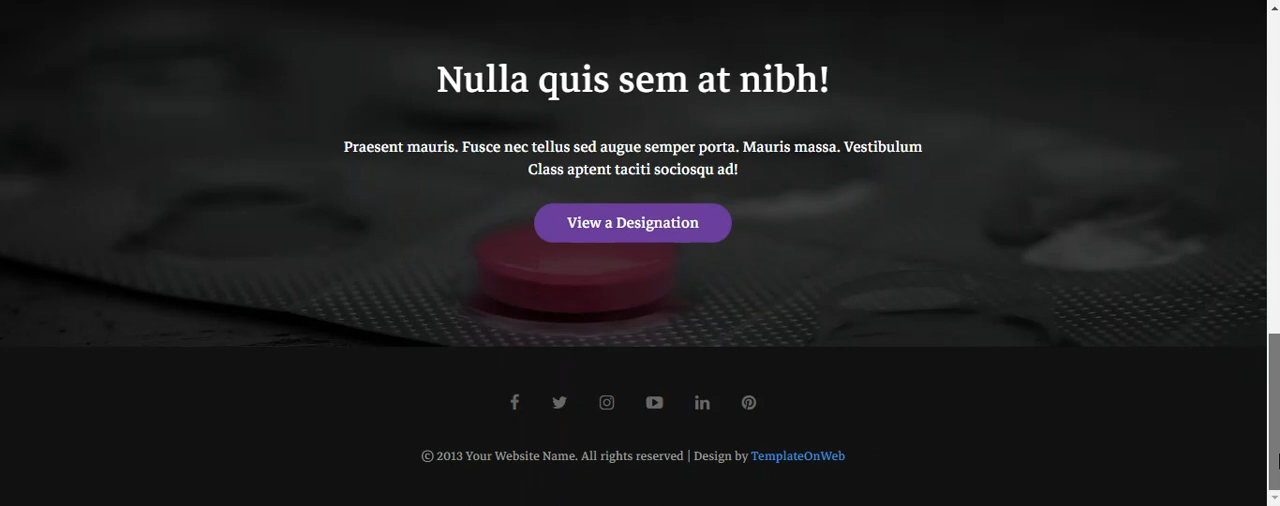 Nulla quis sem at nibh!
Praesent mauris. Fusce nec tellus sed augue semper porta. Mauris massa. Vestibulum
Class aptent taciti sociosqu ad!
View a Designation
© 2013 Your Website Name. All rights reserved | Design by TemplateOnWeb